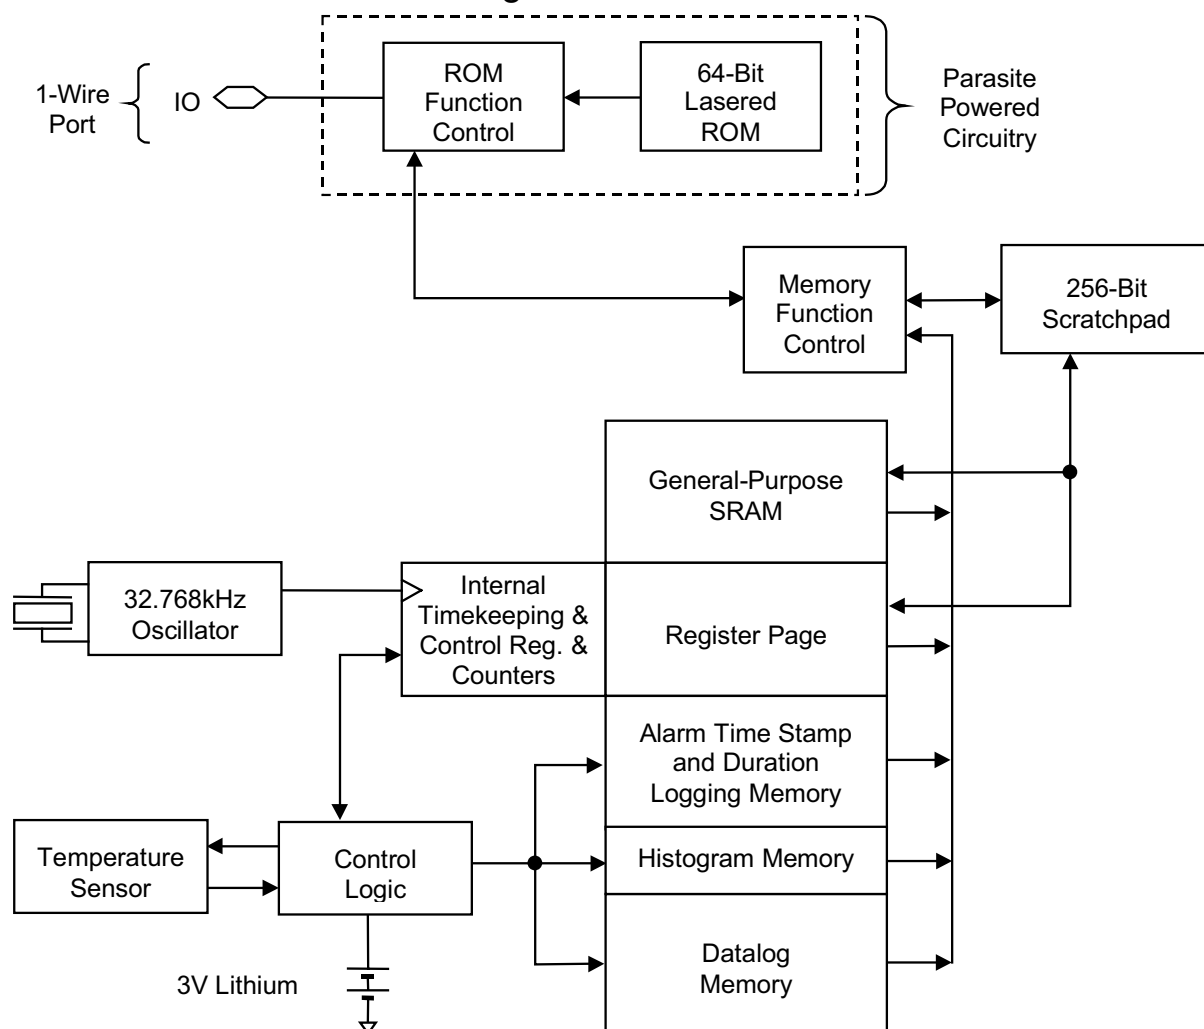 1-Wire
Port
IO
ROM
Function
Control
64-Bit
Lasered
ROM
Parasite
Powered
Circuitry
Memory
Function
Control
256-Bit
Scratchpad
General-Purpose
SRAM
32.768kHz
Oscillator
Internal
Timekeeping &
Control Reg. &
Counters
Register Page
Alarm Time Stamp
and Duration
Logging Memory
Temperature
Sensor
Control
Logic
Histogram Memory
Datalog
Memory
3V Lithium